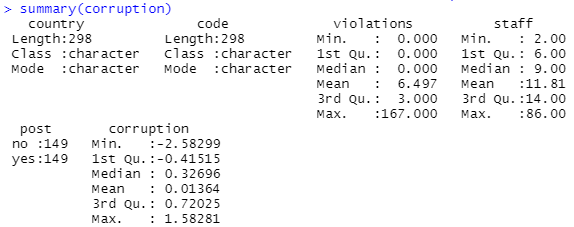 > summary(corruption)
   country              code             violations          staff
 Length:298         Length:298         Min.   :  0.000   Min.   : 2.00
 Class :character   Class :character   1st Qu.:  0.000   1st Qu.: 6.00
 Mode  :character   Mode  :character   Median :  0.000   Median : 9.00
                                       Mean   :  6.497   Mean   :11.81
                                       3rd Qu.:  3.000   3rd Qu.:14.00
                                       Max.   :167.000   Max.   :86.00
  post       corruption
 no :149   Min.   :-2.58299
 yes:149   1st Qu.:-0.41515
           Median : 0.32696
           Mean   : 0.01364
           3rd Qu.: 0.72025
           Max.   : 1.58281